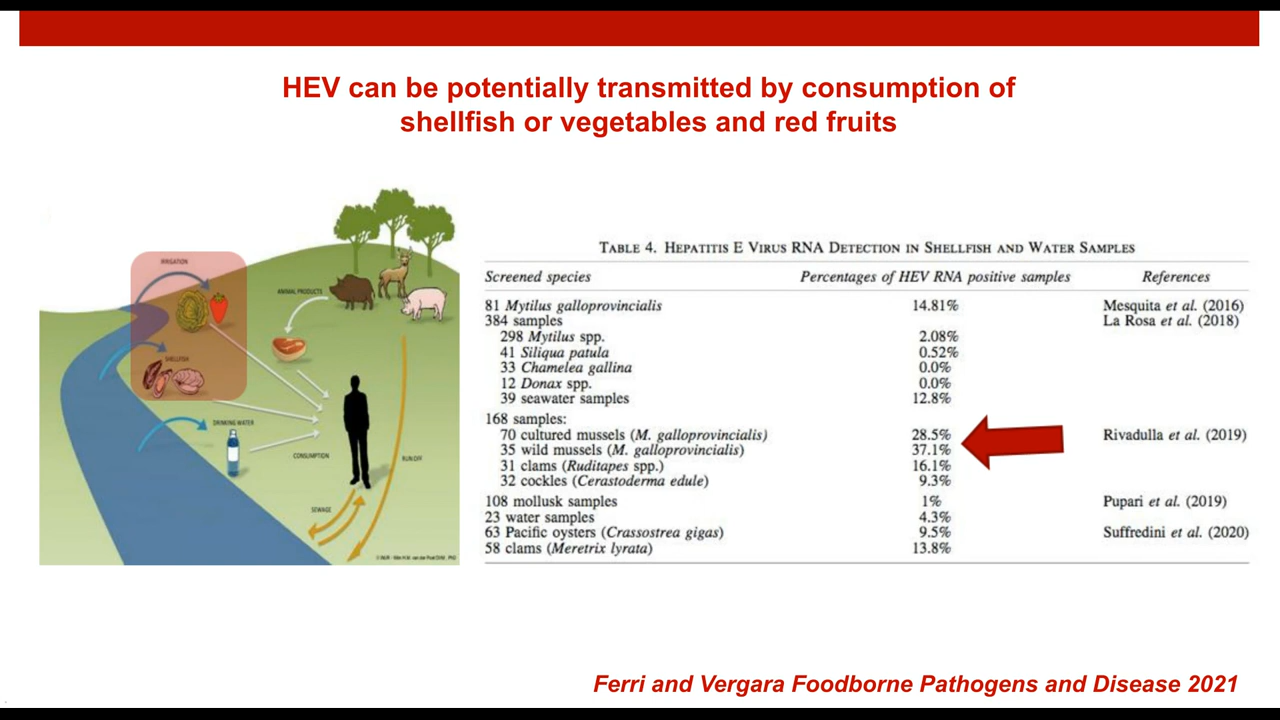 HEV can be potentially transmitted by consumption of
shellfish or vegetables and red fruits
IRRIGATION
ANIMAL PRODUCTS
SHELLFISH
DRINKING WATER
CONSUMPTION
RUN OFF
SEWAGE
TABLE 4. HEPATITIS E VIRUS RNA DETECTION IN SHELLFISH AND WATER SAMPLES
Screened species Percentages of HEV RNA positive samples References
81 Mytilus galloprovincialis 14.81% Mesquita et al. (2016)
384 samples La Rosa et al. (2018)
298 Mytilus spp. 2.08%
41 Siliqua patula 0.52%
33 Chamelea gallina 0.0%
12 Donax spp. 0.0%
39 seawater samples 12.8%
168 samples:
70 cultured mussels (M. galloprovincialis) 28.5% Rivadulla et al. (2019)
35 wild mussels (M. galloprovincialis) 37.1%
31 clams (Ruditapes spp.) 16.1%
32 cockles (Cerastoderma edule) 9.3%
108 mollusk samples 1% Pupari et al. (2019)
23 water samples 4.3%
63 Pacific oysters (Crassostrea gigas) 9.5% Suffredini et al. (2020)
58 clams (Meretrix lyrata) 13.8%
Ferri and Vergara Foodborne Pathogens and Disease 2021